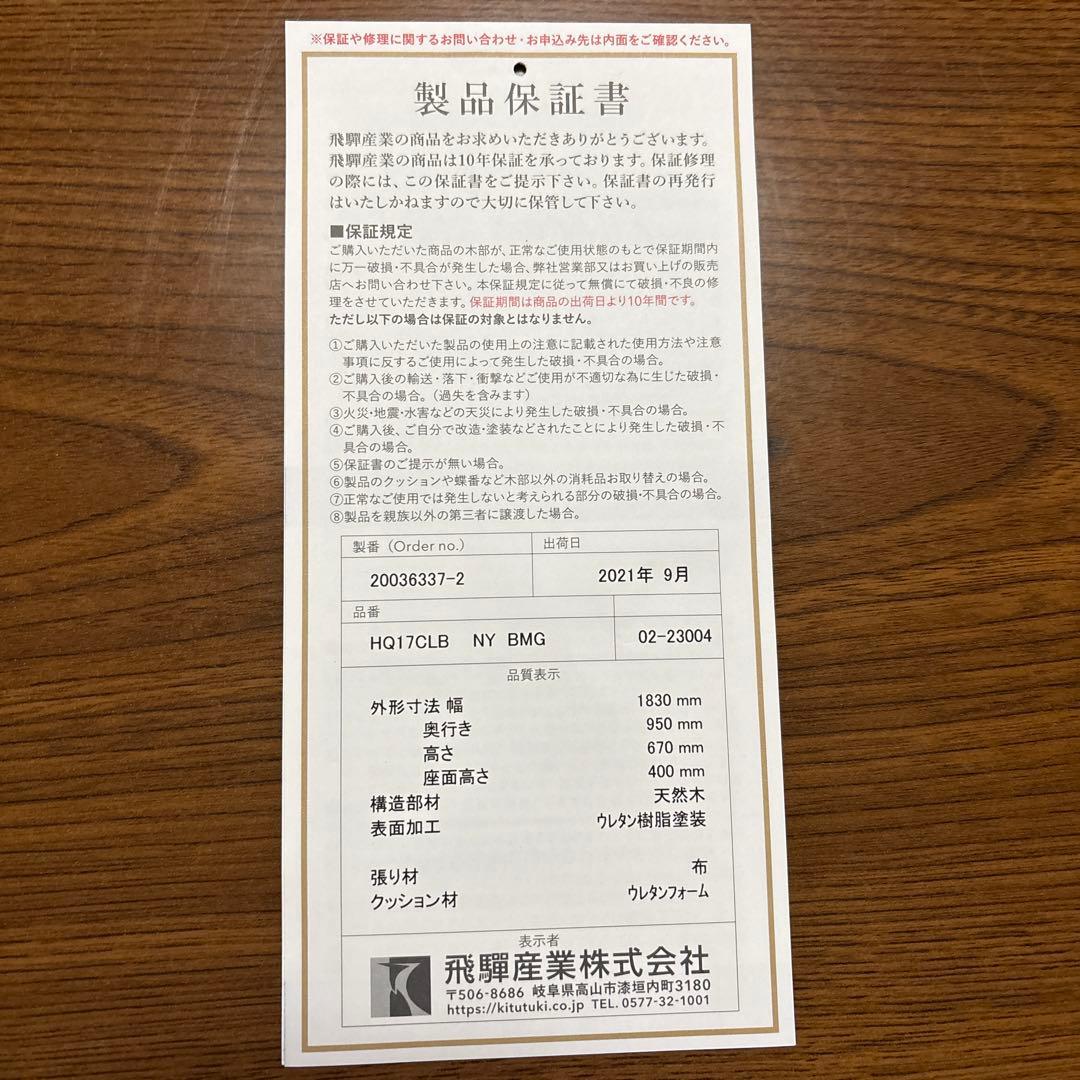 ※保証や修理に関するお問い合わせ・お申込み先は内面をご確認ください。
製品保証書
飛驒産業の商品をお求めいただきありがとうございます。
飛驒産業の商品は10年保証を承っております。保証修理
の際には、この保証書をご提示下さい。保証書の再発行
はいたしかねますので大切に保管して下さい。
■保証規定
ご購入いただいた商品の木部が、正常なご使用状態のもとで保証期間内
に万一破損・不具合が発生した場合、弊社営業部又はお買い上げの販売
店へお問い合わせ下さい。本保証規定に従って無償にて破損・不良の修
理をさせていただきます。保証期間は商品の出荷日より10年間です。
ただし以下の場合は保証の対象とはなりません。
①ご購入いただいた製品の使用上の注意に記載された使用方法や注意
事項に反するご使用によって発生した破損・不具合の場合。
②ご購入後の輸送・落下・衝撃などご使用が不適切な為に生じた破損・
不具合の場合。（過失を含みます）
③火災・地震・水害などの天災により発生した破損・不具合の場合。
④ご購入後、ご自分で改造・塗装などされたことにより発生した破損・不
具合の場合。
⑤保証書のご提示が無い場合。
⑥製品のクッションや蝶番など木部以外の消耗品お取り替えの場合。
⑦正常なご使用では発生しないと考えられる部分の破損・不具合の場合。
⑧製品を親族以外の第三者に譲渡した場合。
製番（Order no.） 出荷日
20036337-2 2021年 9月
品番
HQ17CLB NY BMG 02-23004
品質表示
外形寸法 幅 1830 mm
奥行き 950 mm
高さ 670 mm
座面高さ 400 mm
構造部材 天然木
表面加工 ウレタン樹脂塗装
張り材 布
クッション材 ウレタンフォーム
表示者
飛驒産業株式会社
〒506-8686 岐阜県高山市漆垣内町3180
https://kitutuki.co.jp TEL. 0577-32-1001